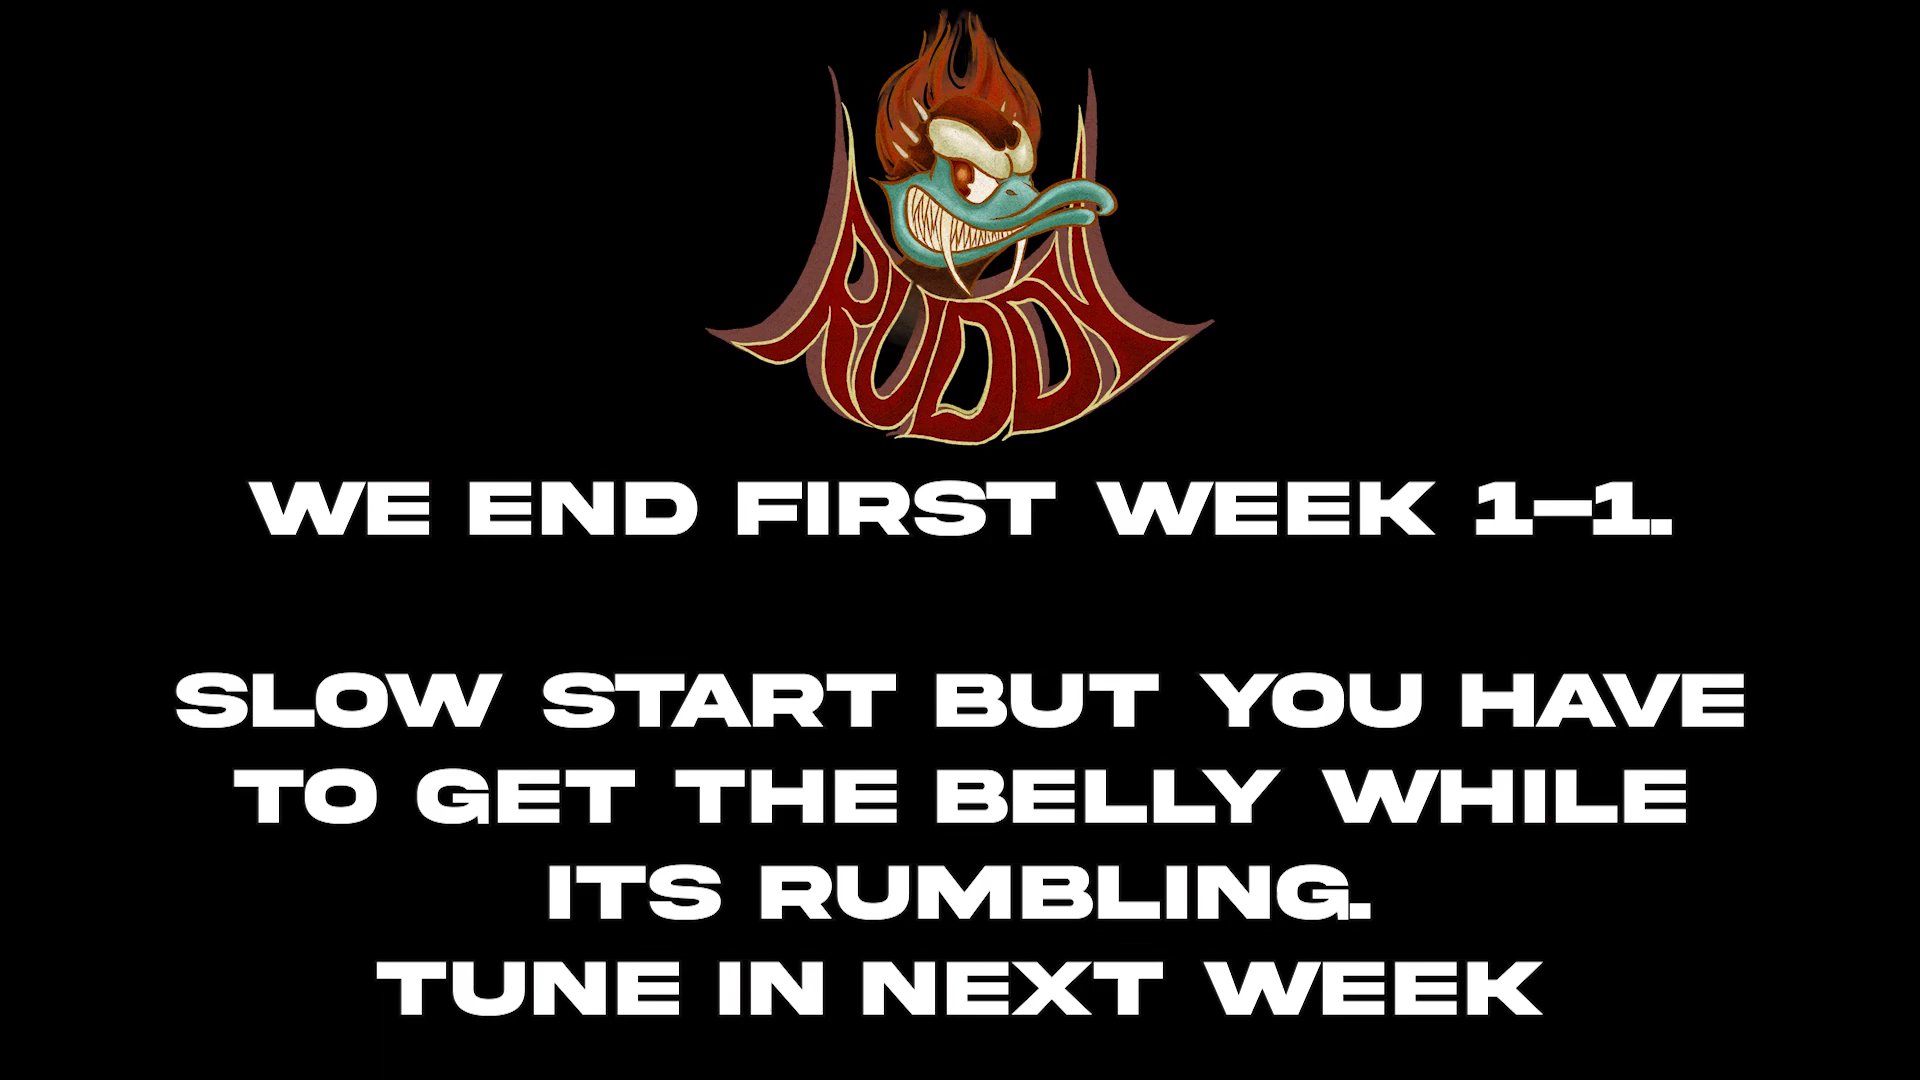 RUDDY
WE END FIRST WEEK 1-1.
SLOW START BUT YOU HAVE
TO GET THE BELLY WHILE
ITS RUMBLING.
TUNE IN NEXT WEEK